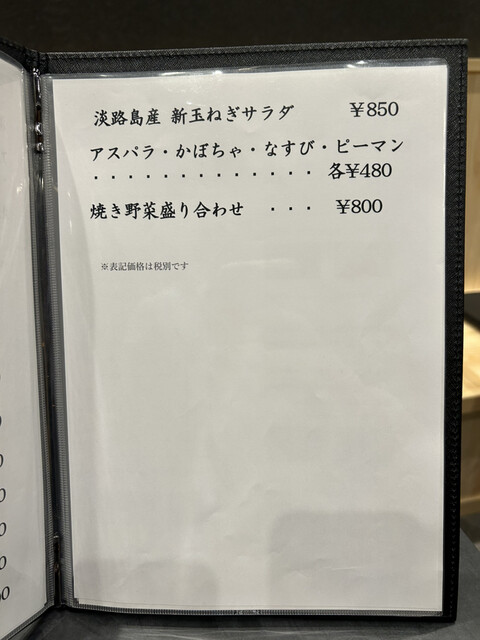 淡路島産 新玉ねぎサラダ ¥850
アスパラ・かぼちゃ・なすび・ピーマン
・・・・・・・・・・・・・ 各¥480
焼き野菜盛り合わせ ・・・ ¥800
※表記価格は税別です